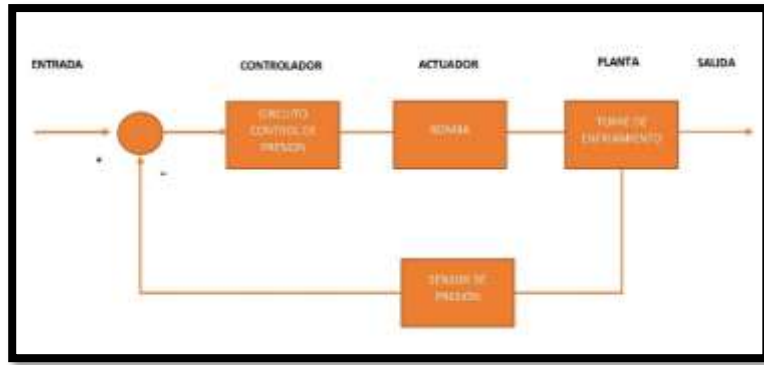 ENTRADA
CONTROLADOR
ACTUADOR
PLANTA
SALIDA
CIRCUITO
CONTROL DE
PRESION
BOMBA
TORRE DE
ENFRIAMIENTO
+
-
SENSOR DE
PRESION